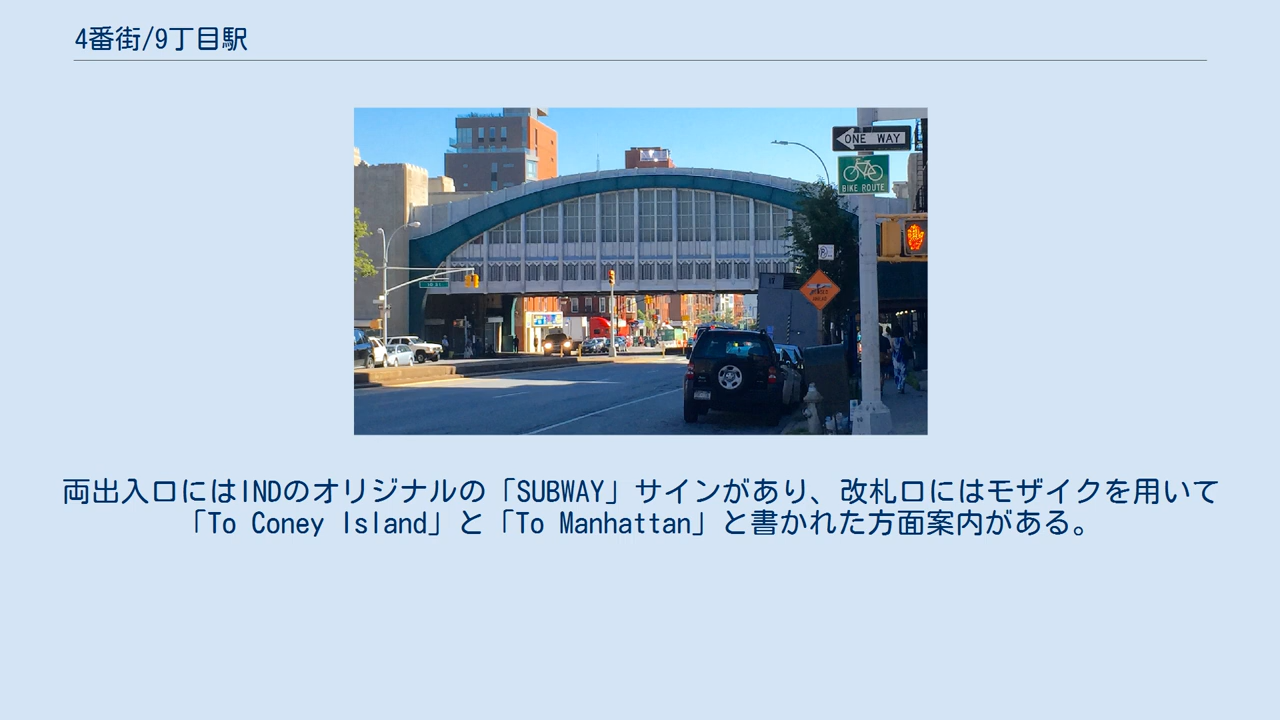 4番街/9丁目駅
ONE WAY
BIKE ROUTE
両出入口にはINDのオリジナルの「SUBWAY」サインがあり、改札口にはモザイクを用いて
「To Coney Island」と「To Manhattan」と書かれた方面案内がある。